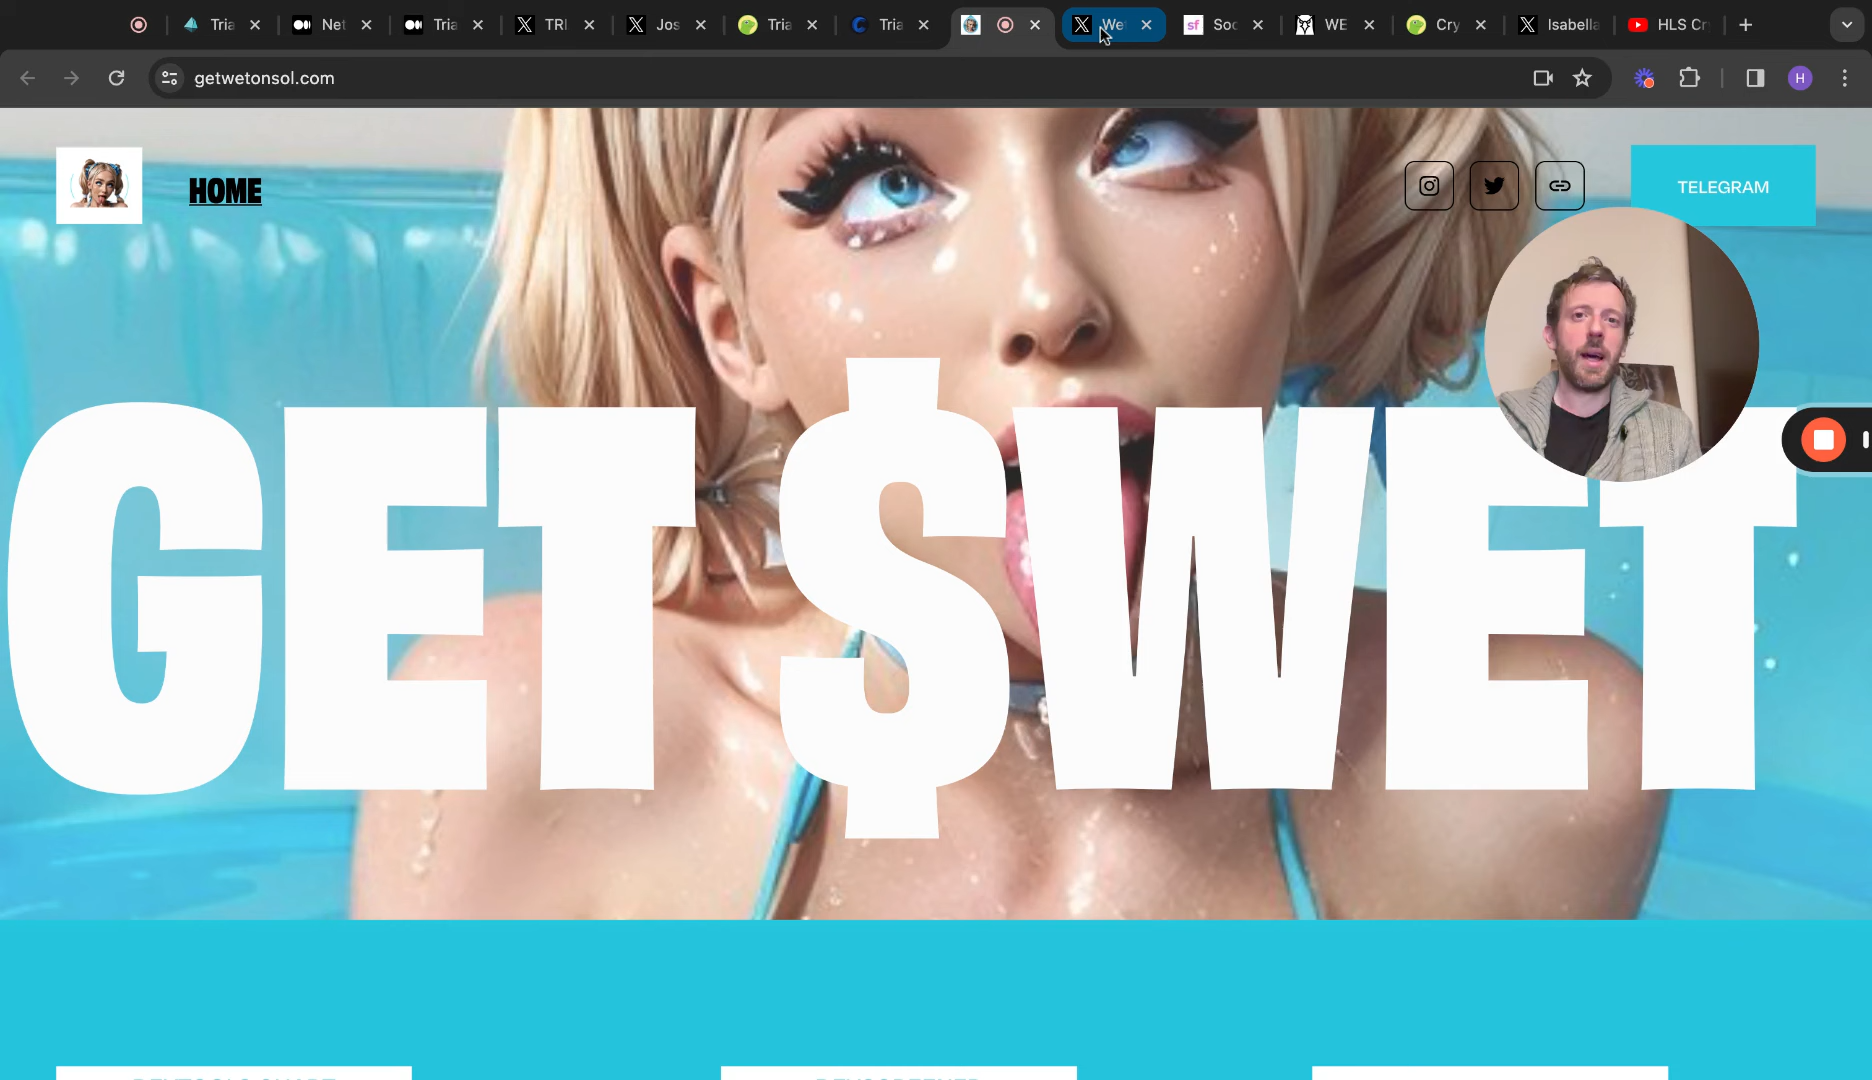 Tria
Net
Tria
TRI
Jos
Tria
Tria
We
sf
Soc
WE
Cry
Isabella
HLS Cr
getwetonsol.com
H
HOME
TELEGRAM
GET $WET